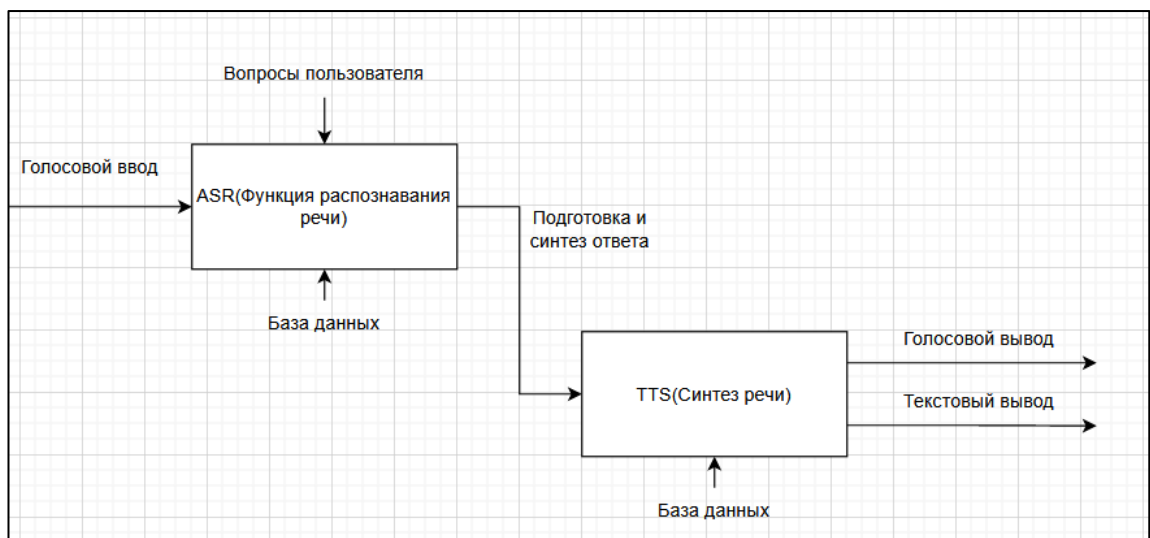 Вопросы пользователя
Голосовой ввод
ASR(Функция распознавания
речи)
Подготовка и
синтез ответа
База данных
Голосовой вывод
TTS(Синтез речи)
Текстовый вывод
База данных